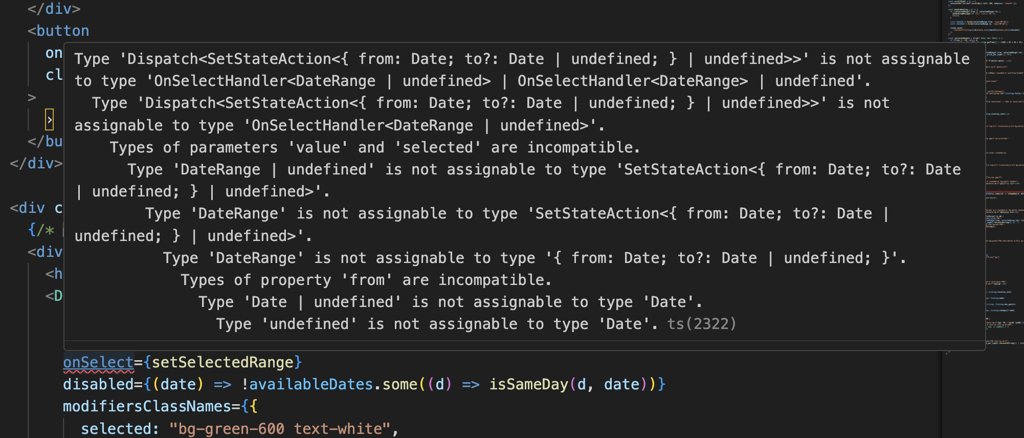 </div>
<button
on
cl
>
›
</bu
</div>
<div c
{/*
<div
<h
<D
Type 'Dispatch<SetStateAction<{ from: Date; to?: Date | undefined; } | undefined>>' is not assignable
to type 'OnSelectHandler<DateRange | undefined> | OnSelectHandler<DateRange> | undefined'.
Type 'Dispatch<SetStateAction<{ from: Date; to?: Date | undefined; } | undefined>>' is not
assignable to type 'OnSelectHandler<DateRange | undefined>'.
Types of parameters 'value' and 'selected' are incompatible.
Type 'DateRange | undefined' is not assignable to type 'SetStateAction<{ from: Date; to?: Date
| undefined; } | undefined>'.
Type 'DateRange' is not assignable to type 'SetStateAction<{ from: Date; to?: Date |
undefined; } | undefined>'.
Type 'DateRange' is not assignable to type '{ from: Date; to?: Date | undefined; }'.
Types of property 'from' are incompatible.
Type 'Date | undefined' is not assignable to type 'Date'.
Type 'undefined' is not assignable to type 'Date'. ts(2322)
onSelect={setSelectedRange}
disabled={(date) => !availableDates.some((d) => isSameDay(d, date))}
modifiersClassNames={{
selected: "bg-green-600 text-white",